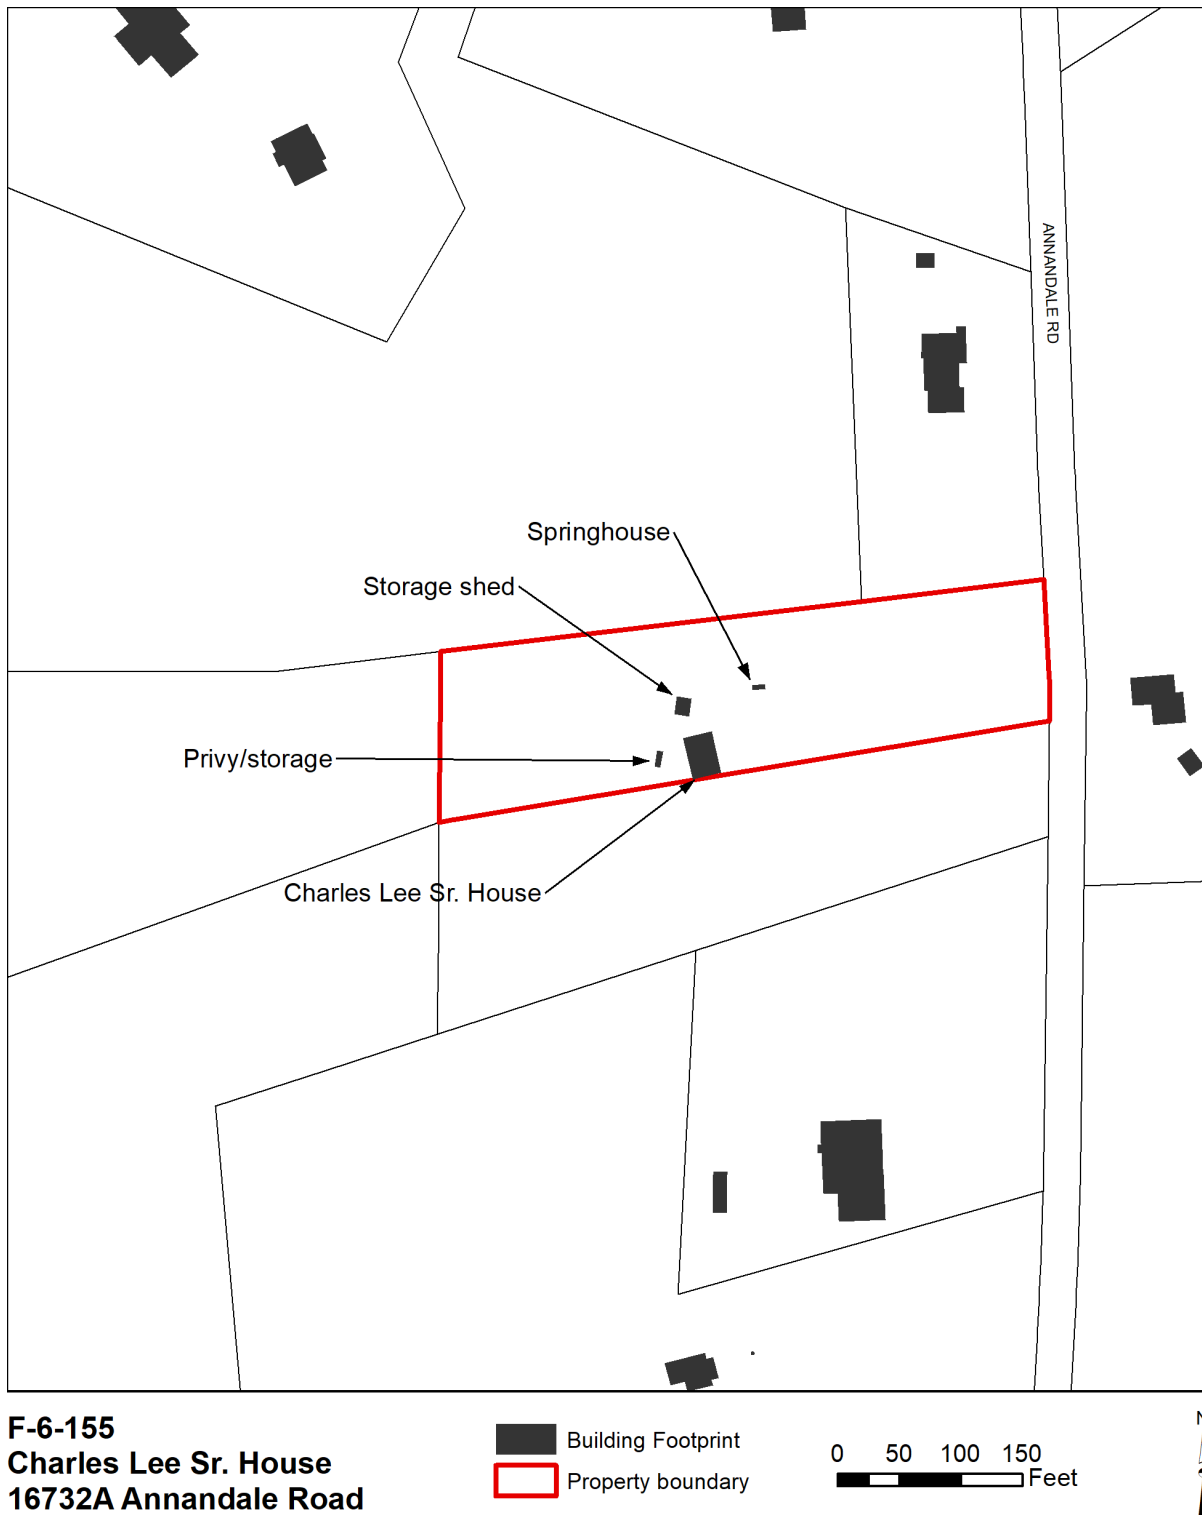 ANNANDALE RD
Springhouse
Storage shed
Privy/storage
Charles Lee Sr. House
F-6-155
Charles Lee Sr. House
16732A Annandale Road
Building Footprint
Property boundary
0 50 100 150
Feet